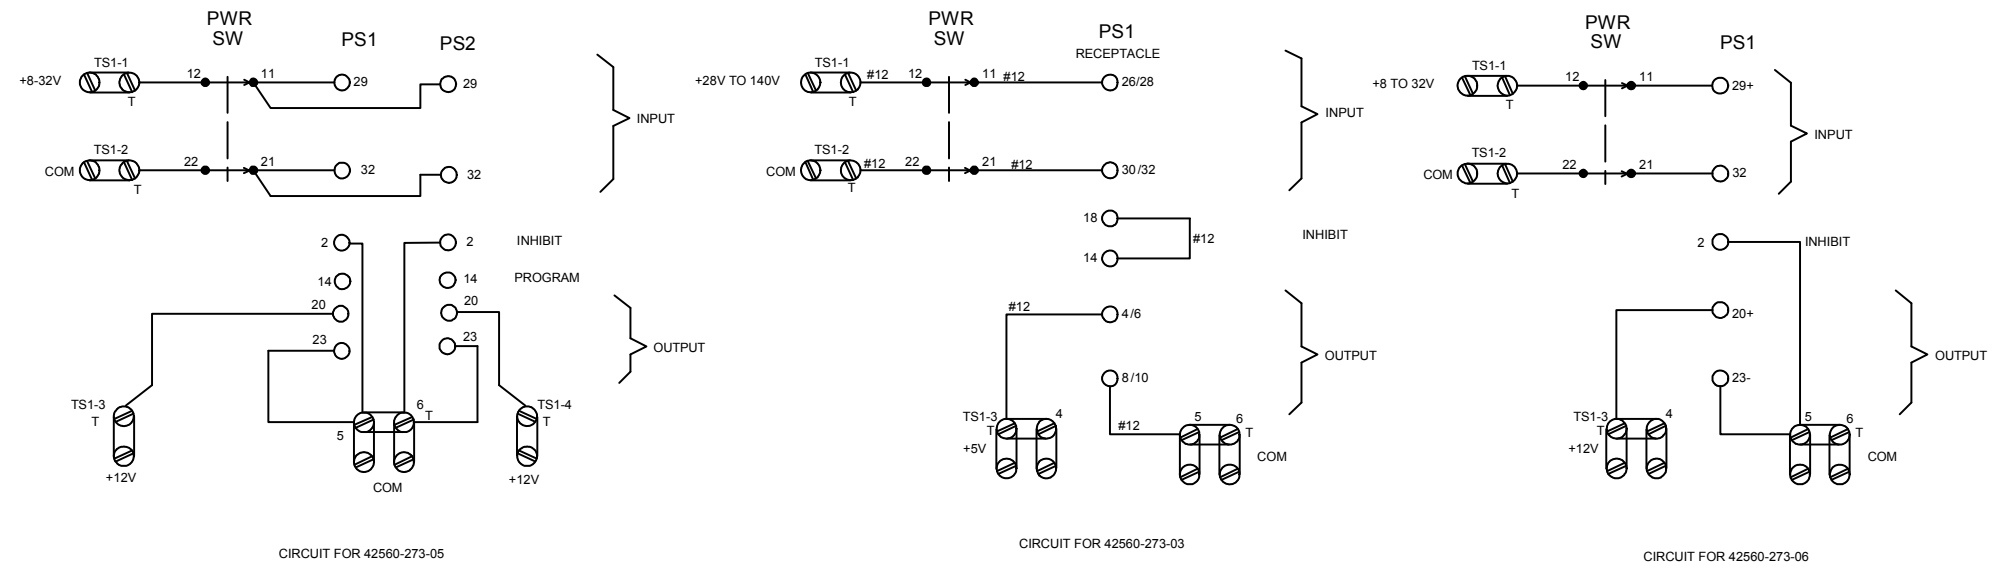 PWR
SW
PS1
PS2
TS1-1
+8-32V
12
11
29
29
T
INPUT
TS1-2
COM
22
21
32
32
T
2
2
INHIBIT
14
14
PROGRAM
20
20
23
23
OUTPUT
TS1-3
T
+12V
5
6
T
COM
TS1-4
T
+12V
CIRCUIT FOR 42560-273-05
PWR
SW
PS1
RECEPTACLE
TS1-1
+28V TO 140V
#12
12
11
#12
26/28
T
INPUT
TS1-2
COM
#12
22
21
#12
30/32
T
18
#12
INHIBIT
14
#12
4/6
OUTPUT
8/10
TS1-3
T
4
+5V
#12
5
6
T
COM
CIRCUIT FOR 42560-273-03
PWR
SW
PS1
TS1-1
+8 TO 32V
12
11
29+
T
INPUT
TS1-2
COM
22
21
32
T
2
INHIBIT
20+
OUTPUT
23-
TS1-3
T
4
+12V
5
6
T
COM
CIRCUIT FOR 42560-273-06